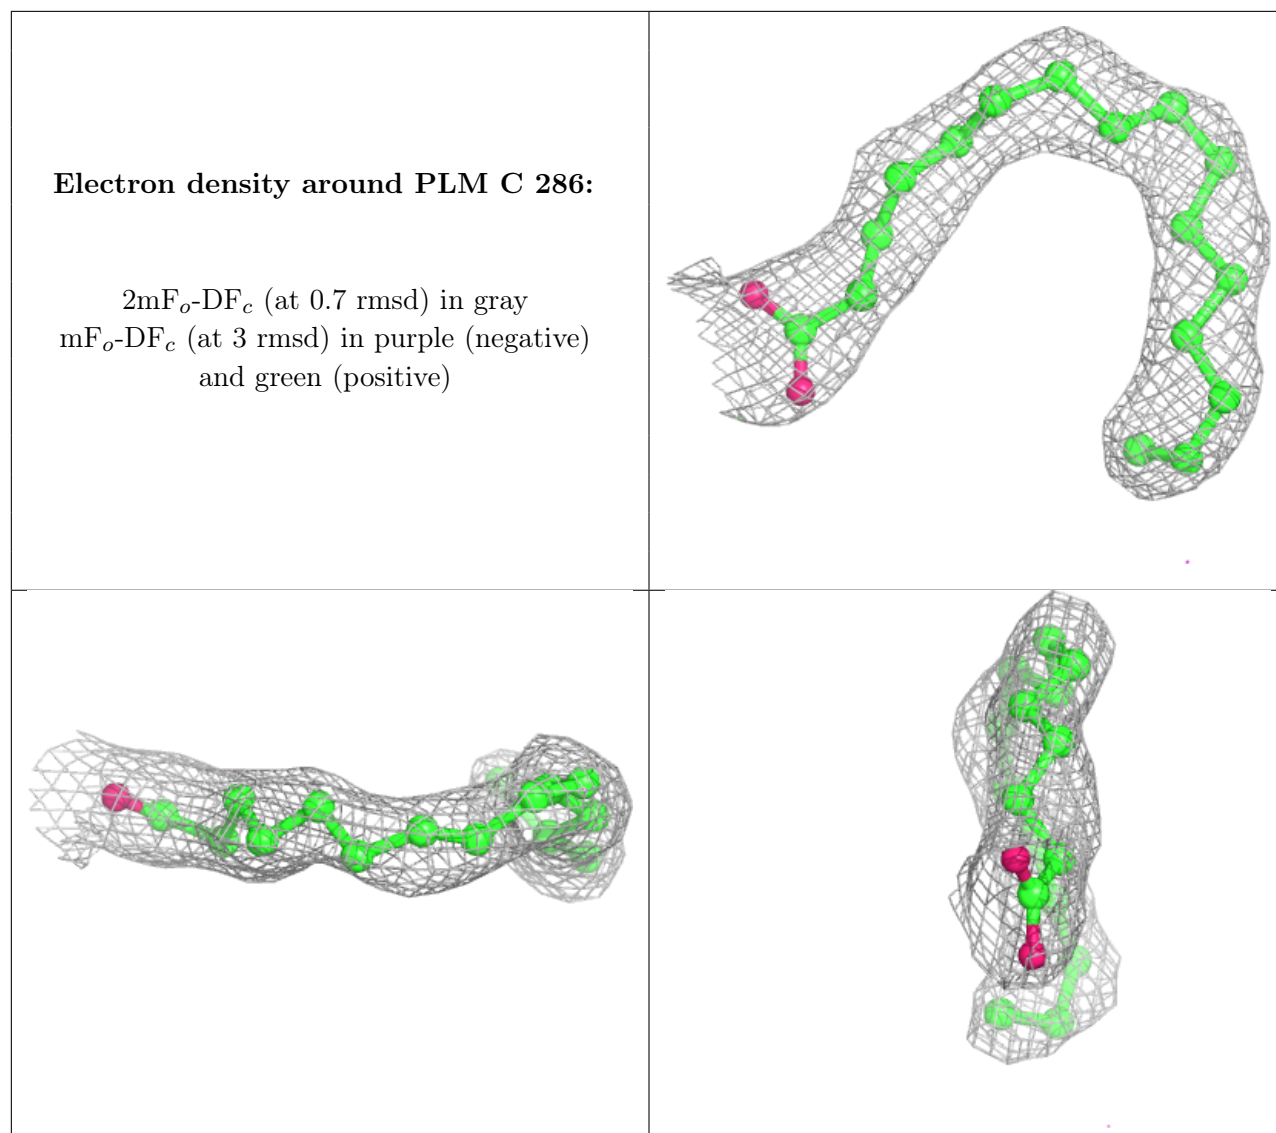 Electron density around PLM C 286:
2mFo-DFc (at 0.7 rmsd) in gray
mFo-DFc (at 3 rmsd) in purple (negative)
and green (positive)